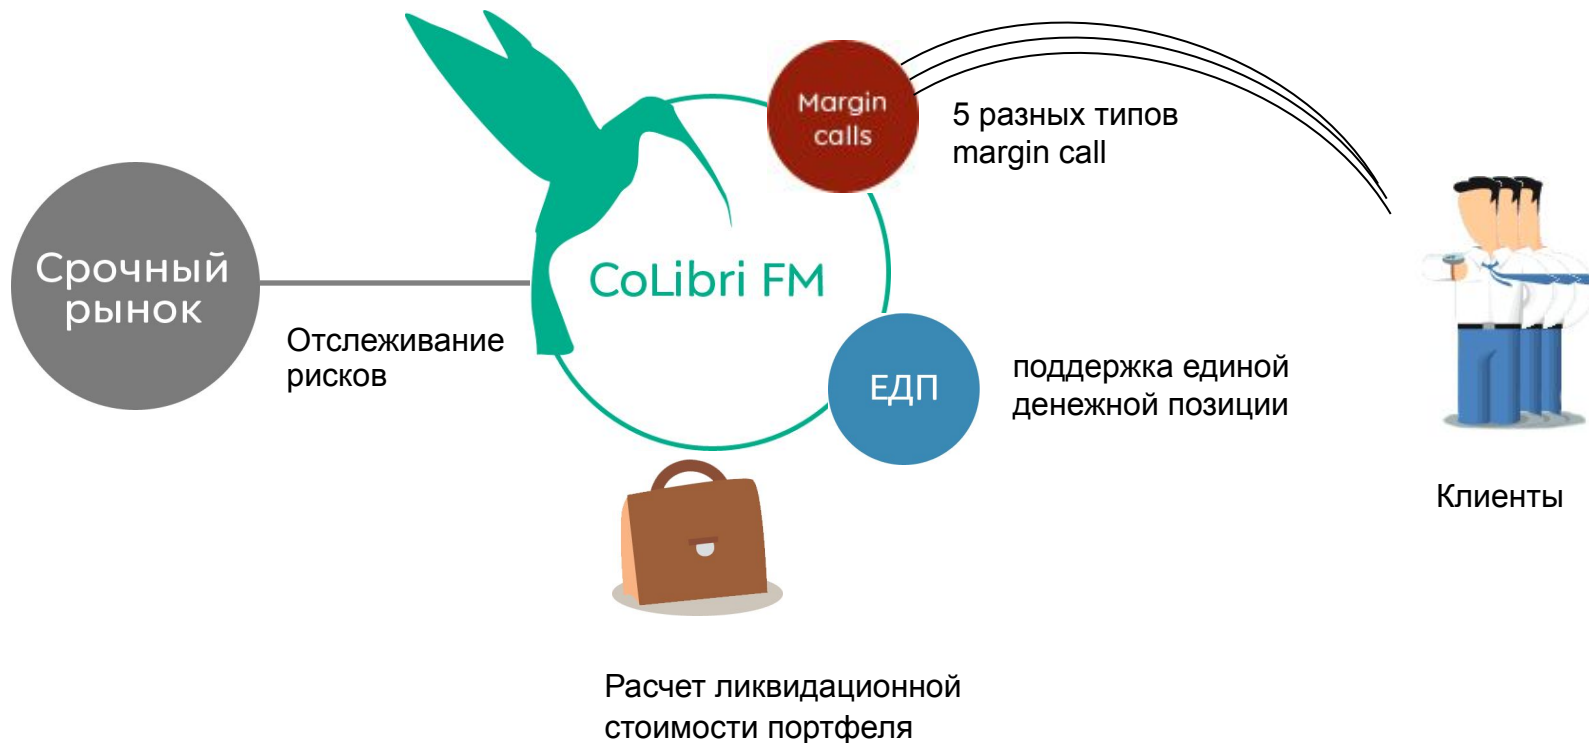 Margin
calls
5 разных типов
margin call
Срочный
рынок
CoLibri FM
Отслеживание
рисков
ЕДП
поддержка единой
денежной позиции
Клиенты
Расчет ликвидационной
стоимости портфеля